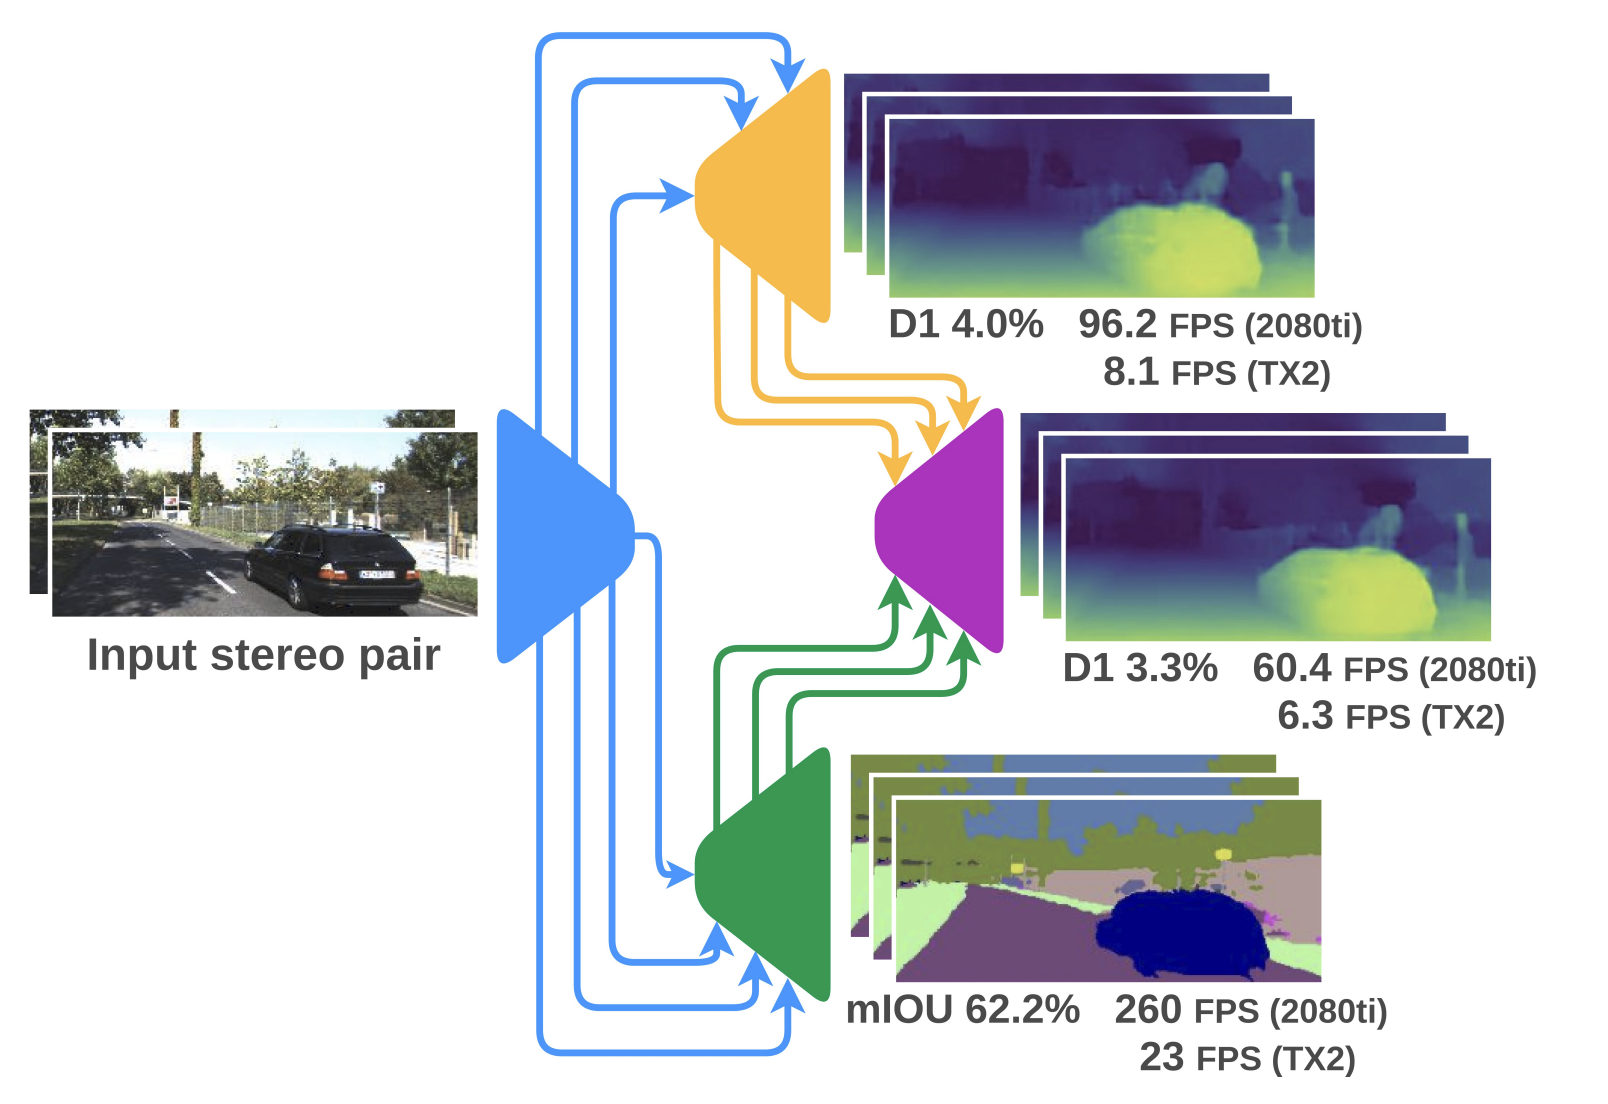 D1 4.0% 96.2 FPS (2080ti)
8.1 FPS (TX2)
Input stereo pair
D1 3.3% 60.4 FPS (2080ti)
6.3 FPS (TX2)
mIOU 62.2% 260 FPS (2080ti)
23 FPS (TX2)